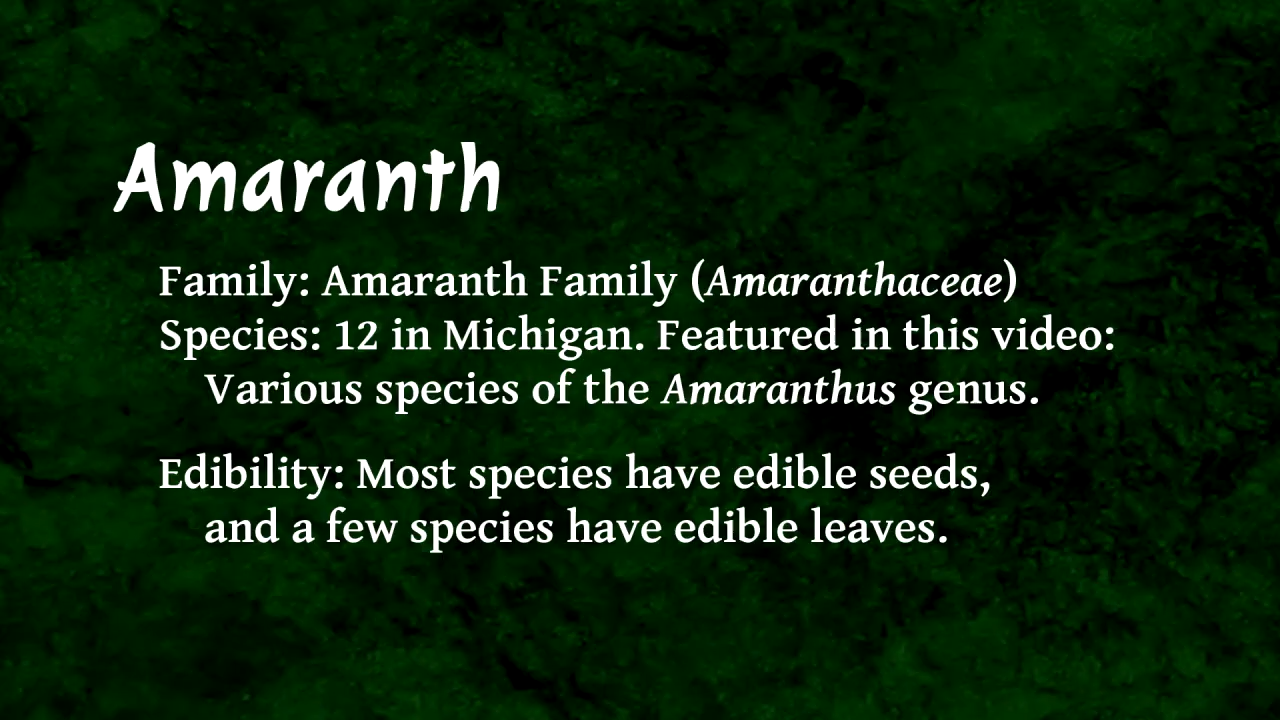 Amaranth
Family: Amaranth Family (Amaranthaceae)
Species: 12 in Michigan. Featured in this video:
Various species of the Amaranthus genus.
Edibility: Most species have edible seeds,
and a few species have edible leaves.